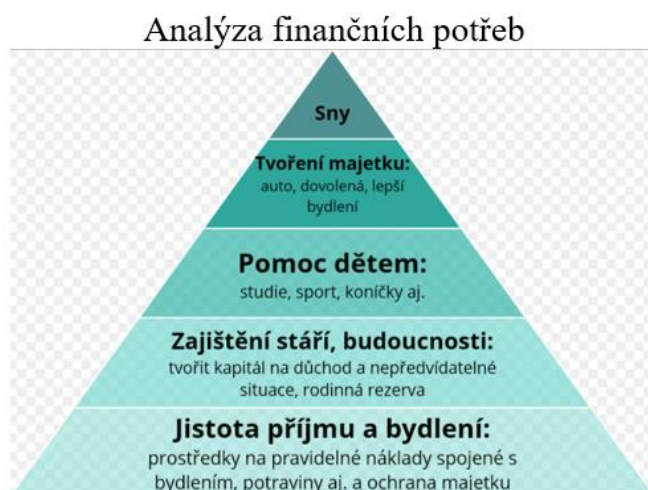 Analýza finančních potřeb
Sny
Tvoření majetku:
auto, dovolená, lepší
bydlení
Pomoc dětem:
studie, sport, koníčky aj.
Zajištění stáří, budoucnosti:
tvořit kapitál na důchod a nepředvídatelné
situace, rodinná rezerva
Jistota příjmu a bydlení:
prostředky na pravidelné náklady spojené s
bydlením, potraviny aj. a ochrana majetku